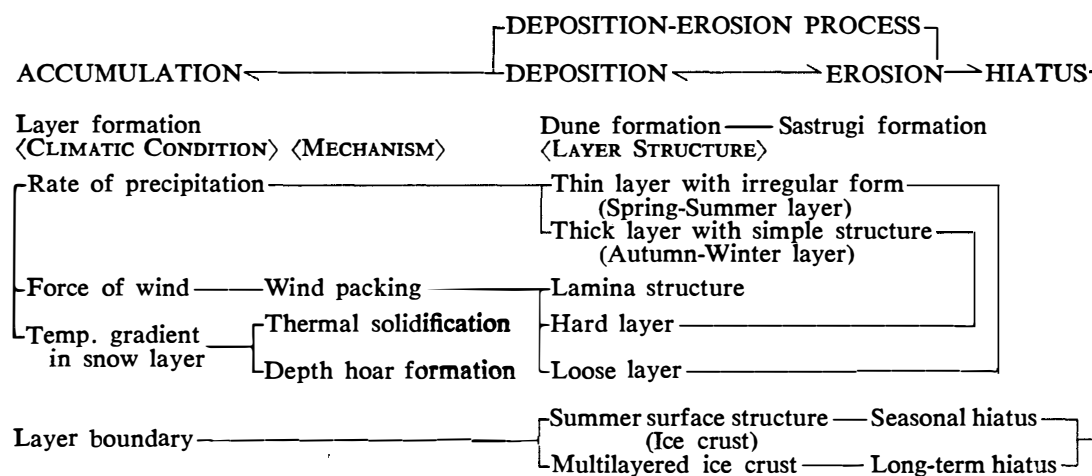 DEPOSITION-EROSION PROCESS
ACCUMULATION DEPOSITION EROSION HIATUS
Layer formation Dune formation Sastrugi formation
⟨CLIMATIC CONDITION⟩ ⟨MECHANISM⟩ ⟨LAYER STRUCTURE⟩
Rate of precipitation Thin layer with irregular form
(Spring-Summer layer)
Thick layer with simple structure
(Autumn-Winter layer)
Force of wind Wind packing Lamina structure
Thermal solidification Hard layer
Temp. gradient
in snow layer
Depth hoar formation Loose layer
Summer surface structure Seasonal hiatus
(Ice crust)
Layer boundary
Multilayered ice crust Long-term hiatus